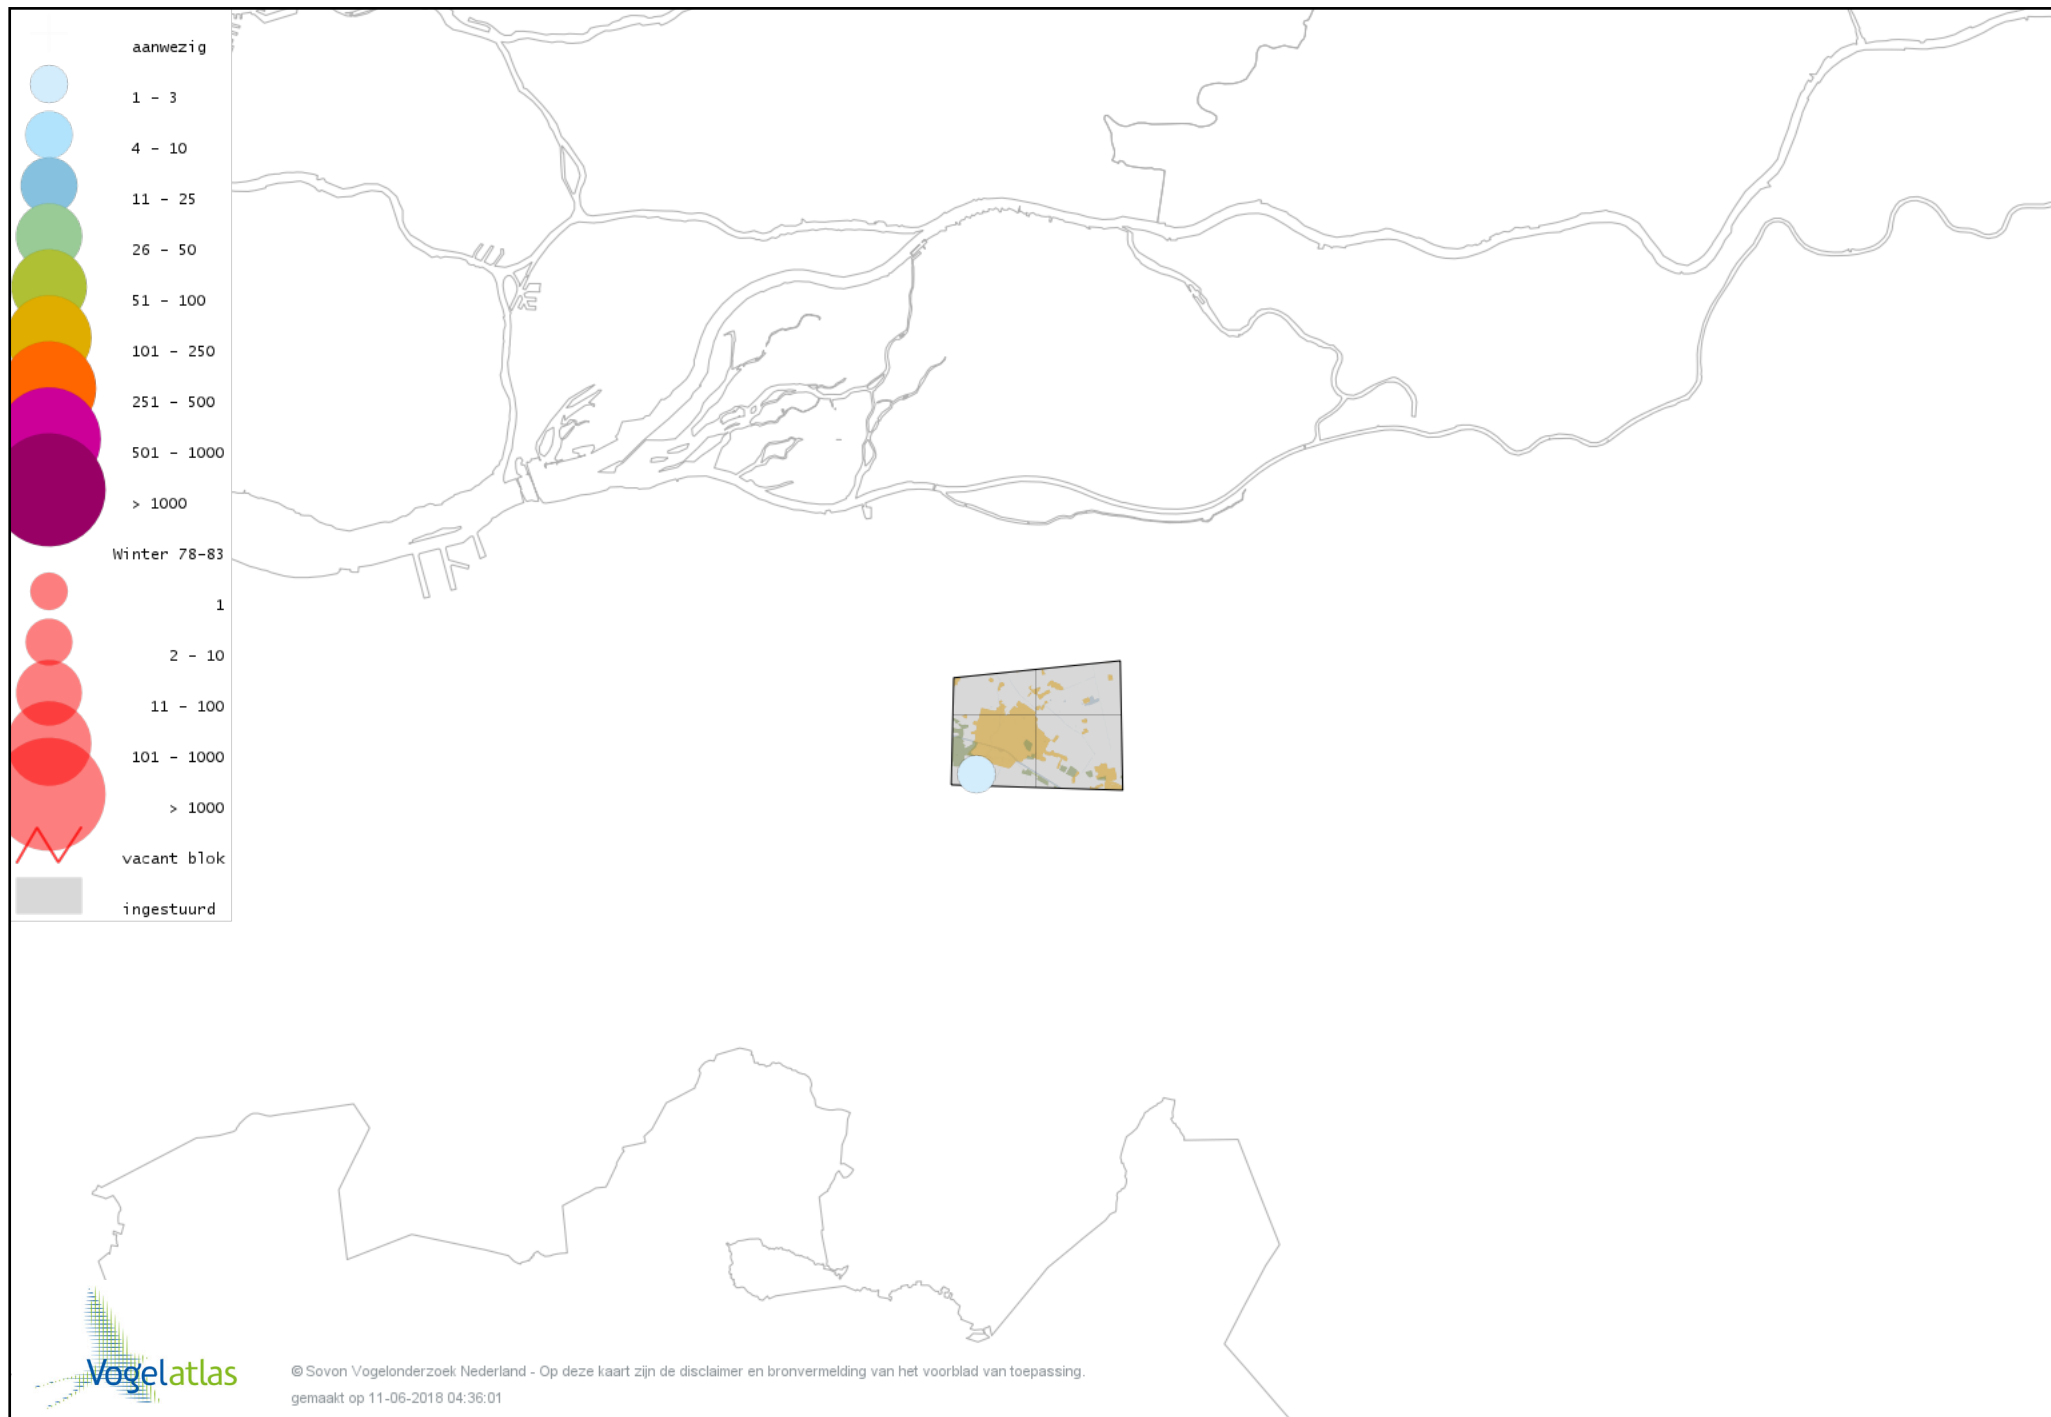 aanwezig
1 - 3
4 - 10
11 - 25
26 - 50
51 - 100
101 - 250
251 - 500
501 - 1000
> 1000
Winter 78-83
1
2 - 10
11 - 100
101 - 1000
> 1000
vacant blok
ingestuurd
Vogelatlas
© Sovon Vogelonderzoek Nederland - Op deze kaart zijn de disclaimer en bronvermelding van het voorblad van toepassing.
gemaakt op 11-06-2018 04:36:01